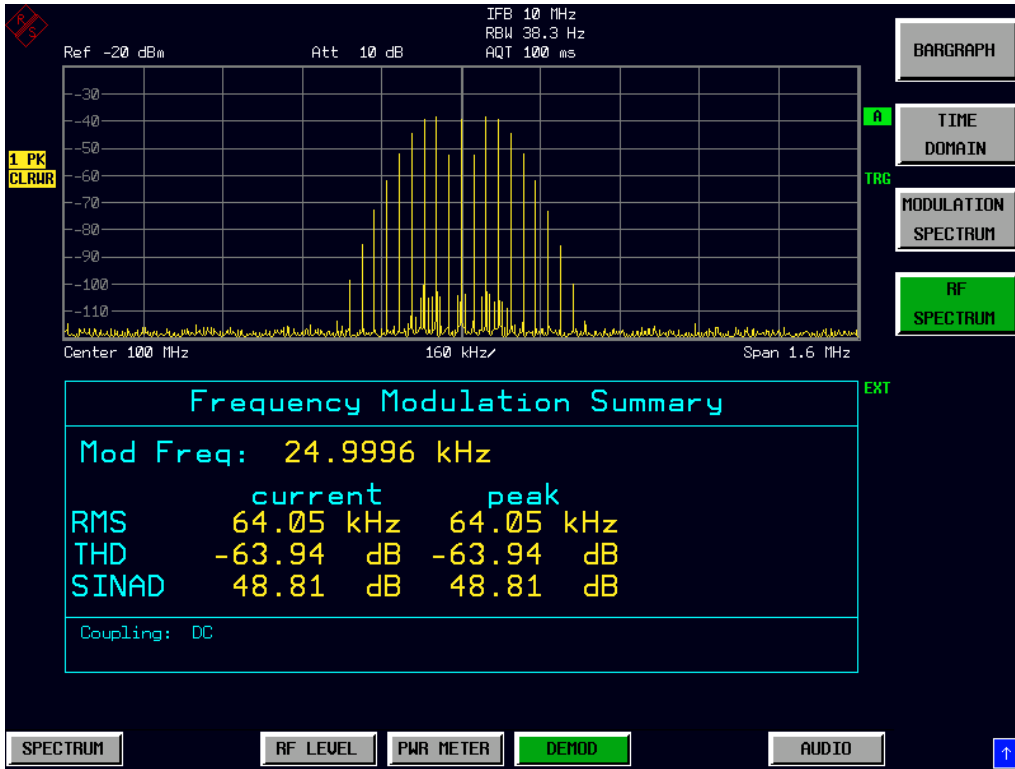 R/S
IFB 10 MHz
RBW 38.3 Hz
Ref -20 dBm Att 10 dB AQT 100 ms
BARGRAPH
-30
-40
A
TIME
DOMAIN
-50
1 PK
CLRWR
-60
TRG
-70
MODULATION
SPECTRUM
-80
-90
-100
RF
SPECTRUM
-110
Center 100 MHz 160 kHz/ Span 1.6 MHz
EXT
Frequency Modulation Summary
Mod Freq: 24.9996 kHz
current peak
RMS 64.05 kHz 64.05 kHz
THD -63.94 dB -63.94 dB
SINAD 48.81 dB 48.81 dB
Coupling: DC
SPECTRUM RF LEVEL PWR METER DEMOD AUDIO
↑